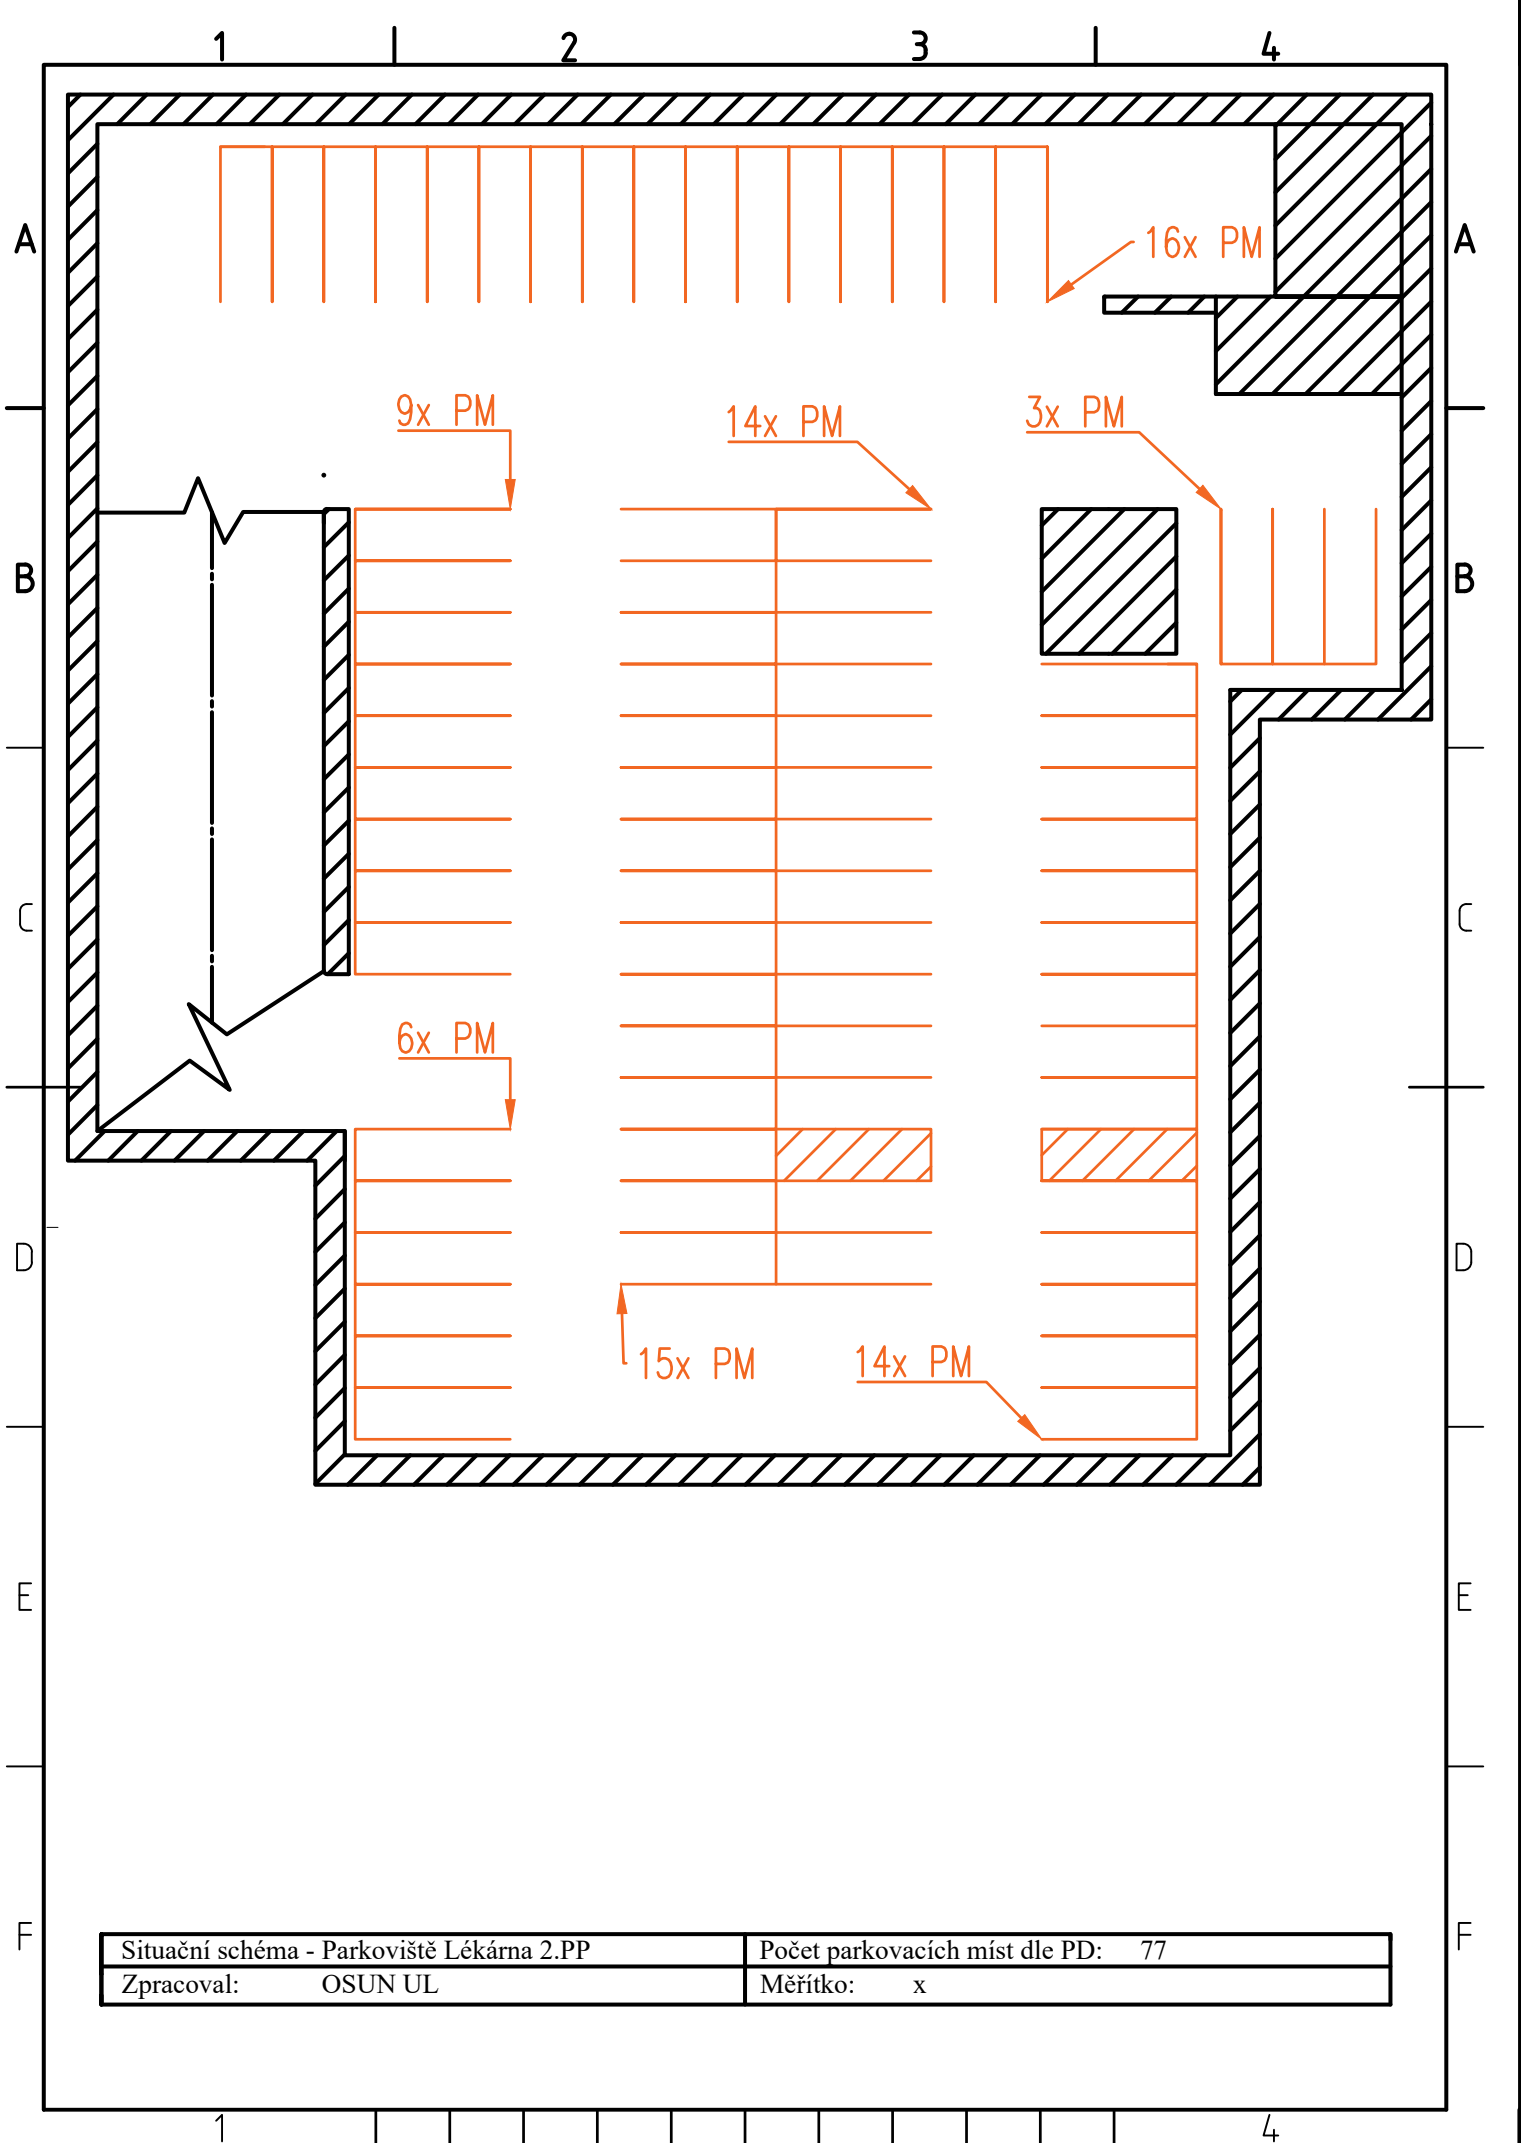 1 2 3 4
A 16x PM A
9x PM 14x PM 3x PM
B B
C C
6x PM
D D
15x PM 14x PM
E E
F F
Situační schéma - Parkoviště Lékárna 2.PP Počet parkovacích míst dle PD: 77
Zpracoval: OSUN UL Měřítko: x
1 4